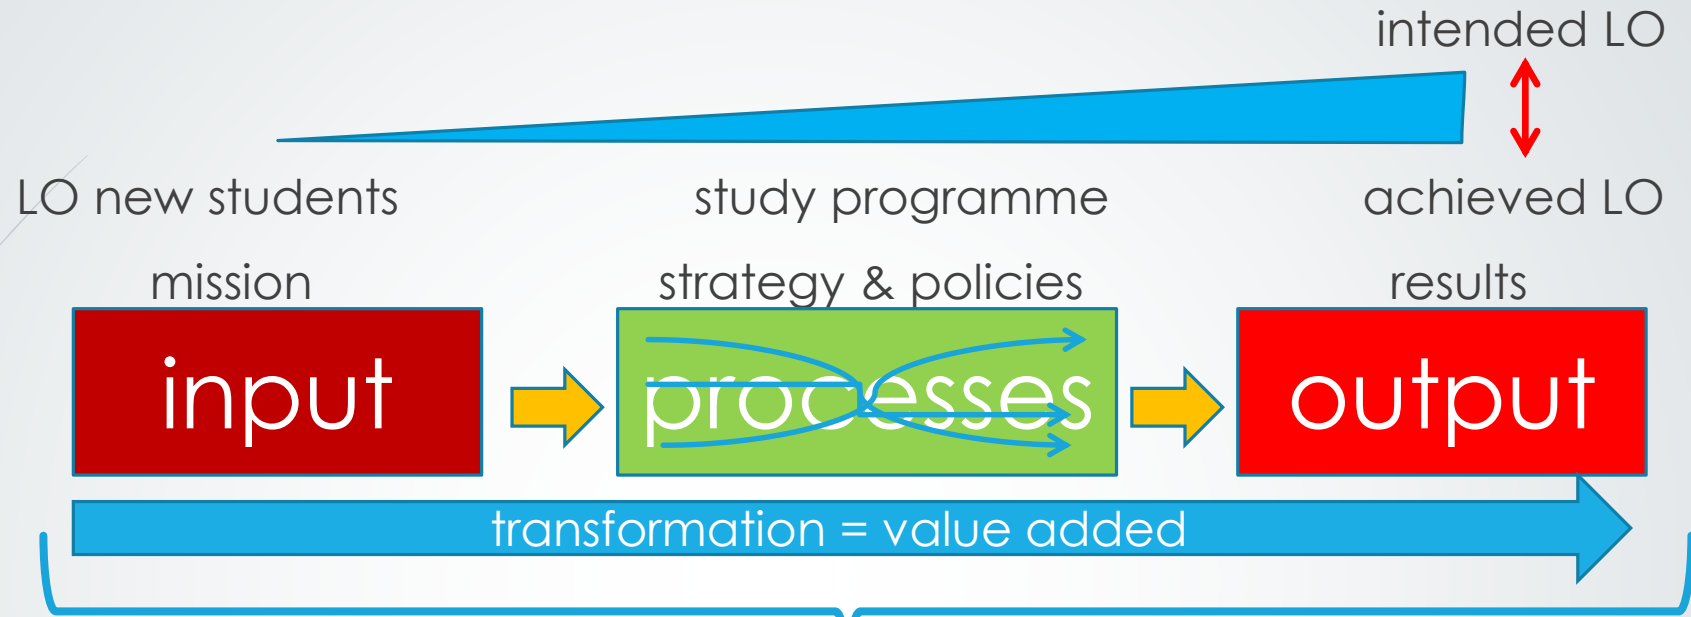 intended LO
LO new students study programme achieved LO
mission strategy & policies results
input processes output
transformation = value added